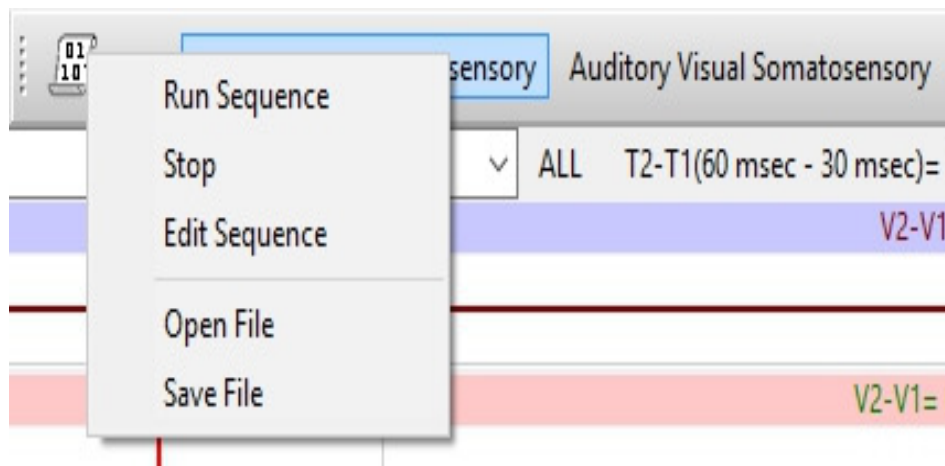 01
10
sensory Auditory Visual Somatosensory
Run Sequence
Stop
ALL T2-T1(60 msec - 30 msec)=
Edit Sequence
V2-V1
Open File
Save File
V2-V1=